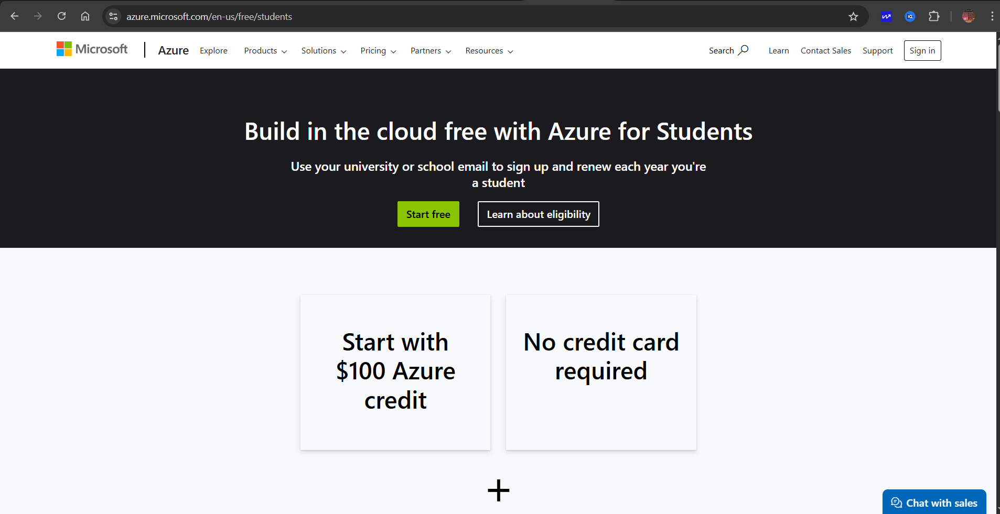 azure.microsoft.com/en-us/free/students
Microsoft
Azure Explore Products Solutions Pricing Partners Resources Search Learn Contact Sales Support Sign in
Build in the cloud free with Azure for Students
Use your university or school email to sign up and renew each year you're
a student
Start free Learn about eligibility
Start with
$100 Azure
credit
No credit card
required
+
Chat with sales